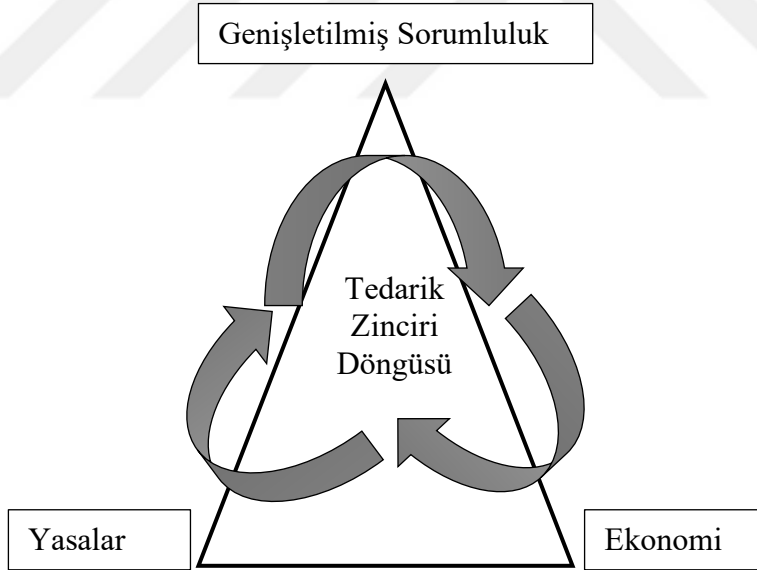 Genişletilmiş Sorumluluk
Tedarik
Zinciri
Döngüsü
Yasalar
Ekonomi